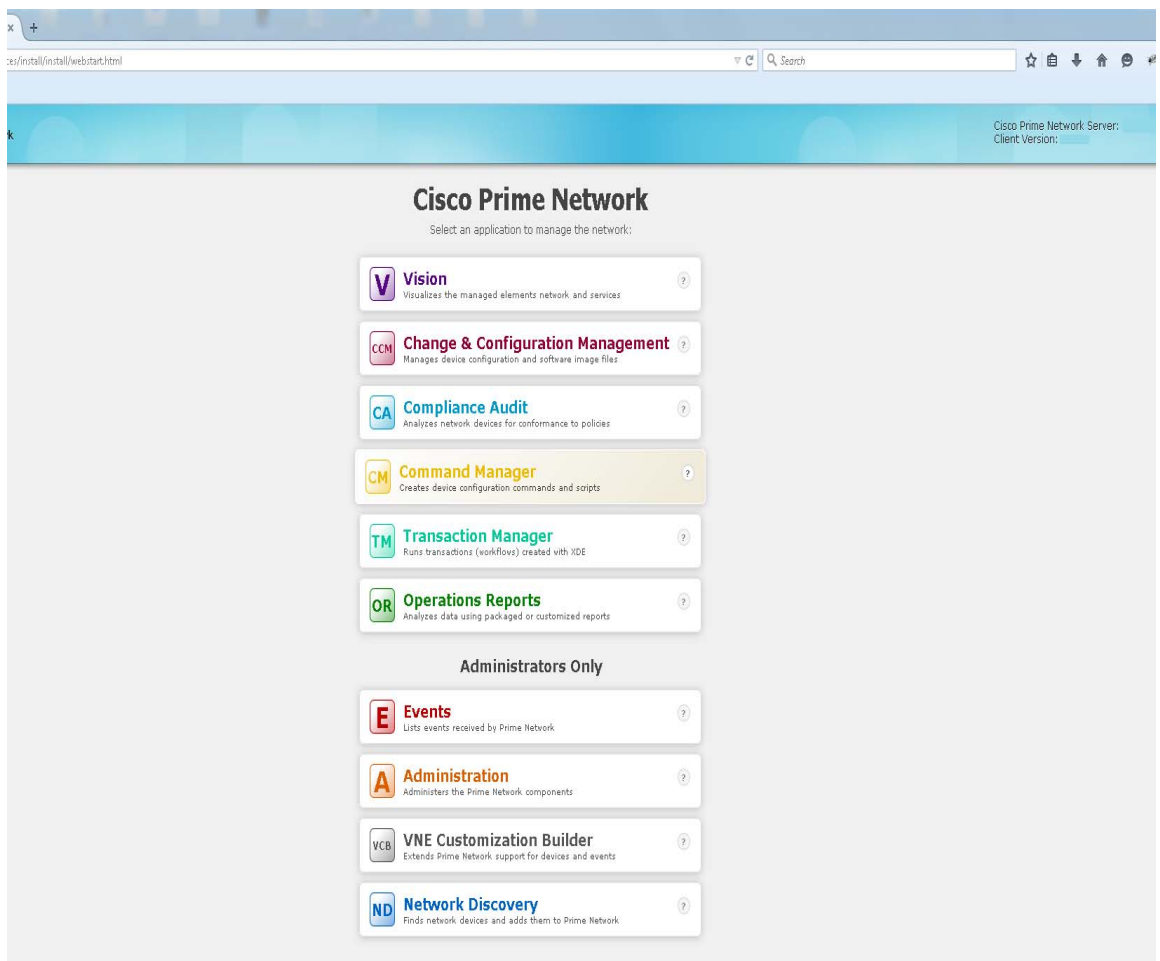 x +
ces/install/install/webstart.html
Search
rk
Cisco Prime Network Server:
Client Version:
Cisco Prime Network
Select an application to manage the network:
V Vision ?
Visualizes the managed elements network and services
CCM Change & Configuration Management ?
Manages device configuration and software image files
CA Compliance Audit ?
Analyzes network devices for conformance to policies
CM Command Manager ?
Creates device configuration commands and scripts
TM Transaction Manager ?
Runs transactions (workflows) created with XDE
OR Operations Reports ?
Analyzes data using packaged or customized reports
Administrators Only
E Events ?
Lists events received by Prime Network
A Administration ?
Administers the Prime Network components
VCB VNE Customization Builder ?
Extends Prime Network support for devices and events
ND Network Discovery ?
Finds network devices and adds them to Prime Network